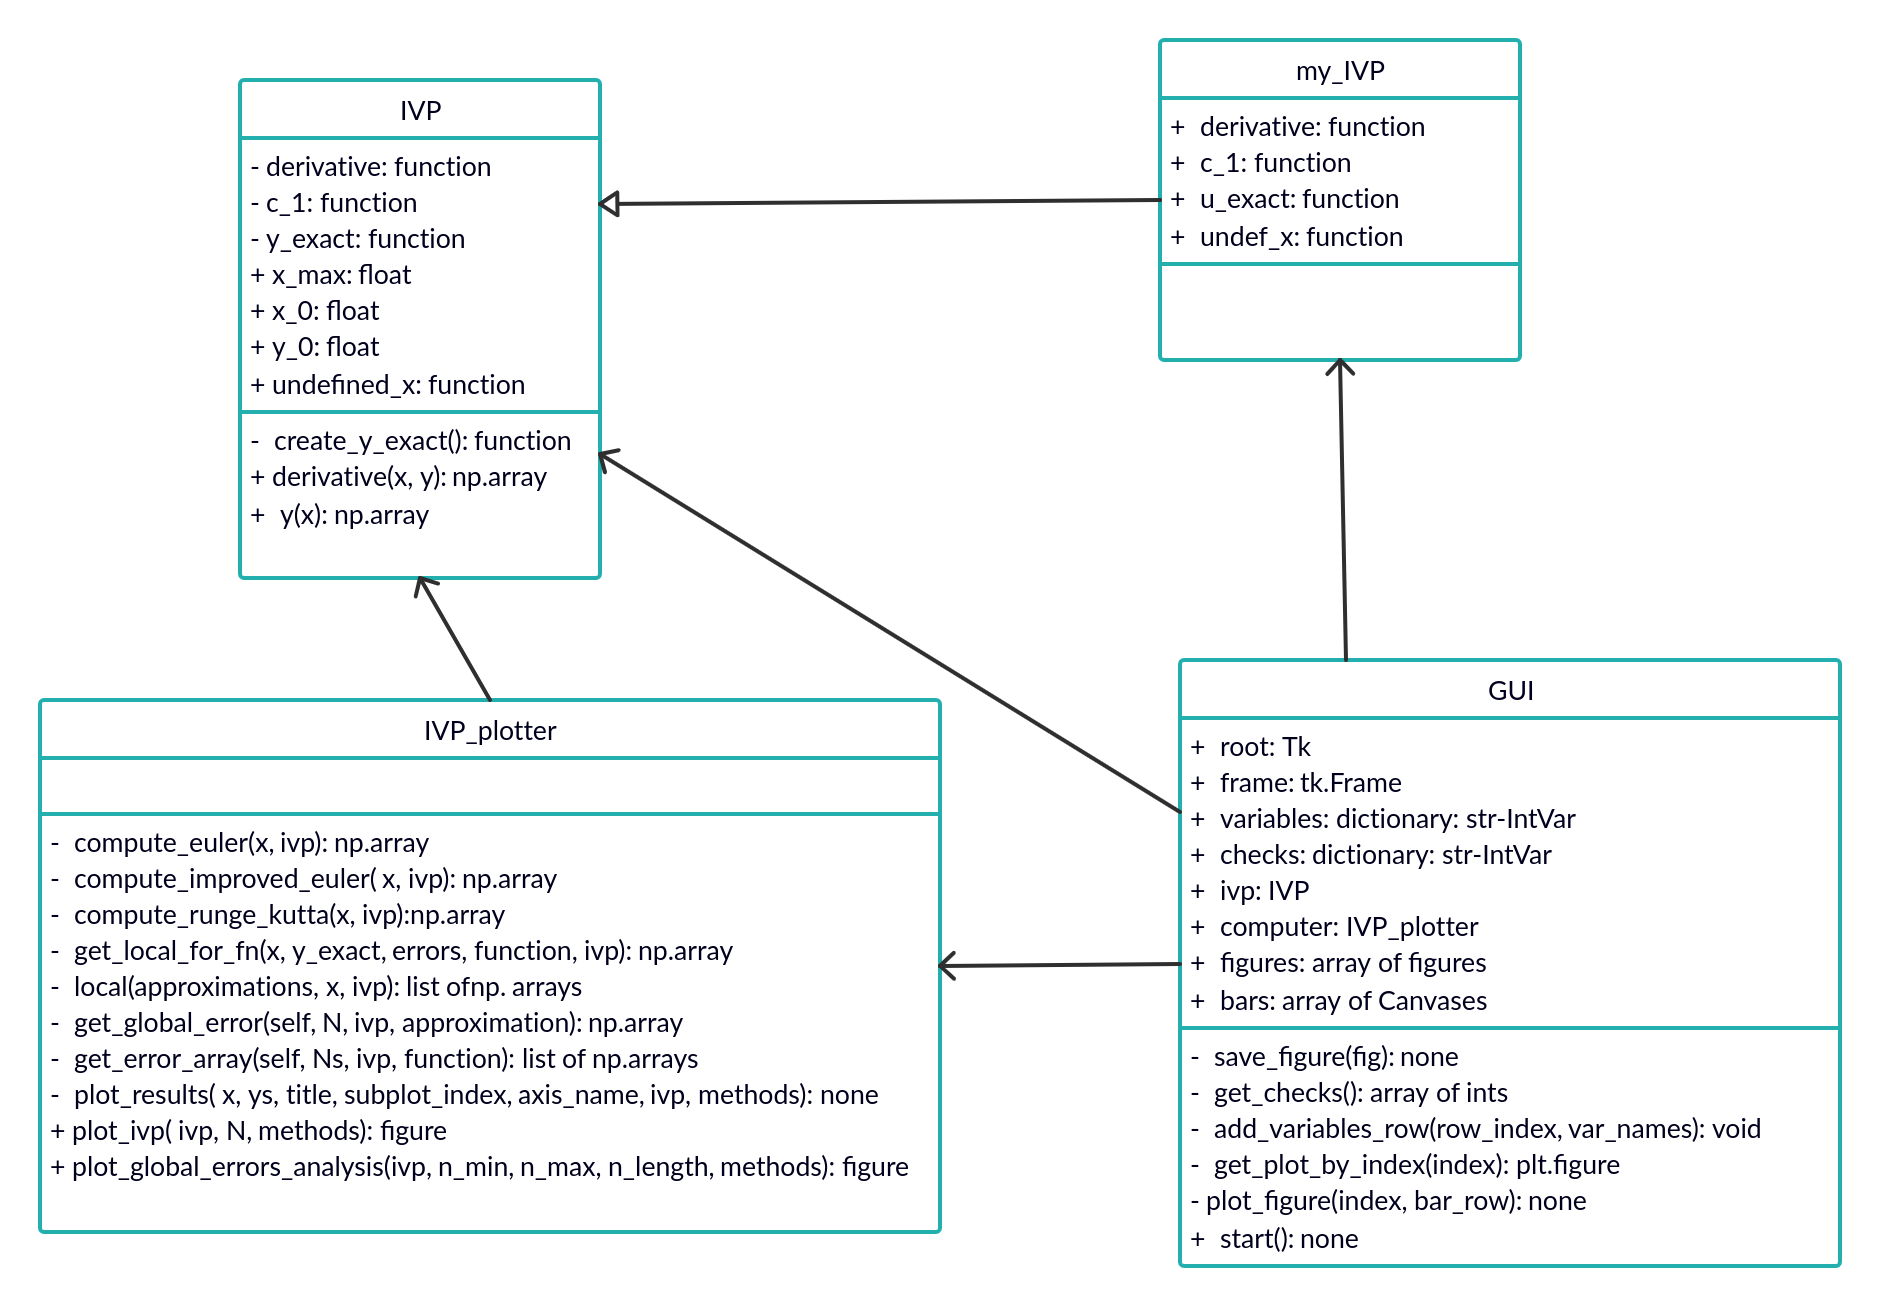 IVP
- derivative: function
- c_1: function
- y_exact: function
+ x_max: float
+ x_0: float
+ y_0: float
+ undefined_x: function
- create_y_exact(): function
+ derivative(x, y): np.array
+ y(x): np.array
my_IVP
+ derivative: function
+ c_1: function
+ u_exact: function
+ undef_x: function
IVP_plotter
- compute_euler(x, ivp): np.array
- compute_improved_euler( x, ivp): np.array
- compute_runge_kutta(x, ivp):np.array
- get_local_for_fn(x, y_exact, errors, function, ivp): np.array
- local(approximations, x, ivp): list ofnp. arrays
- get_global_error(self, N, ivp, approximation): np.array
- get_error_array(self, Ns, ivp, function): list of np.arrays
- plot_results( x, ys, title, subplot_index, axis_name, ivp, methods): none
+ plot_ivp( ivp, N, methods): figure
+ plot_global_errors_analysis(ivp, n_min, n_max, n_length, methods): figure
GUI
+ root: Tk
+ frame: tk.Frame
+ variables: dictionary: str-IntVar
+ checks: dictionary: str-IntVar
+ ivp: IVP
+ computer: IVP_plotter
+ figures: array of figures
+ bars: array of Canvases
- save_figure(fig): none
- get_checks(): array of ints
- add_variables_row(row_index, var_names): void
- get_plot_by_index(index): plt.figure
- plot_figure(index, bar_row): none
+ start(): none